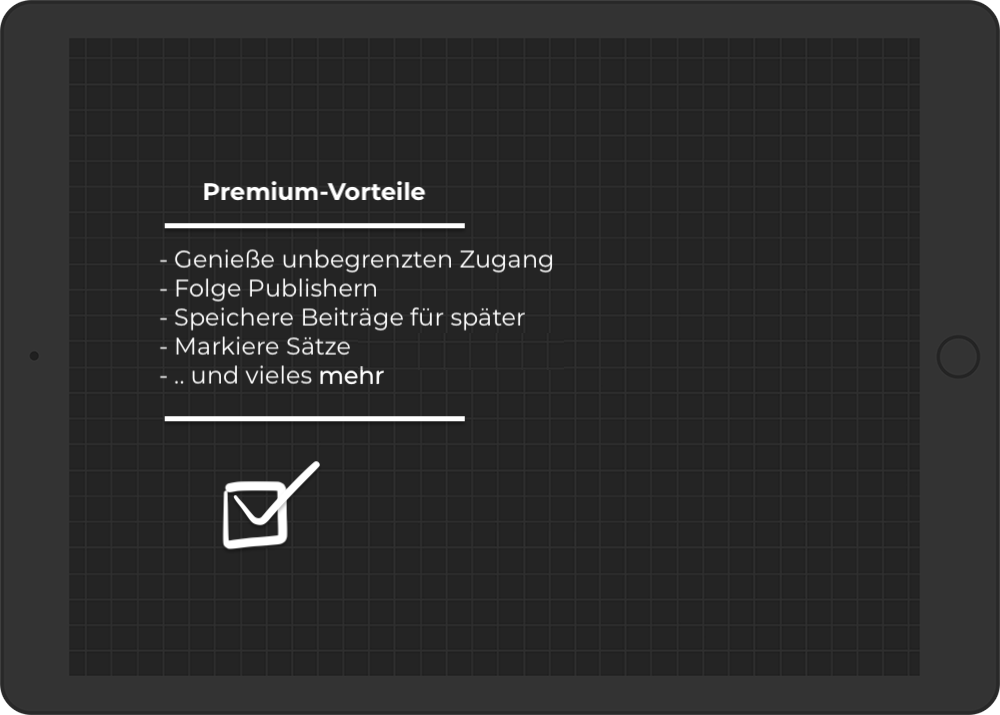 Premium-Vorteile
- Genieße unbegrenzten Zugang
- Folge Publishern
- Speichere Beiträge für später
- Markiere Sätze
- .. und vieles mehr